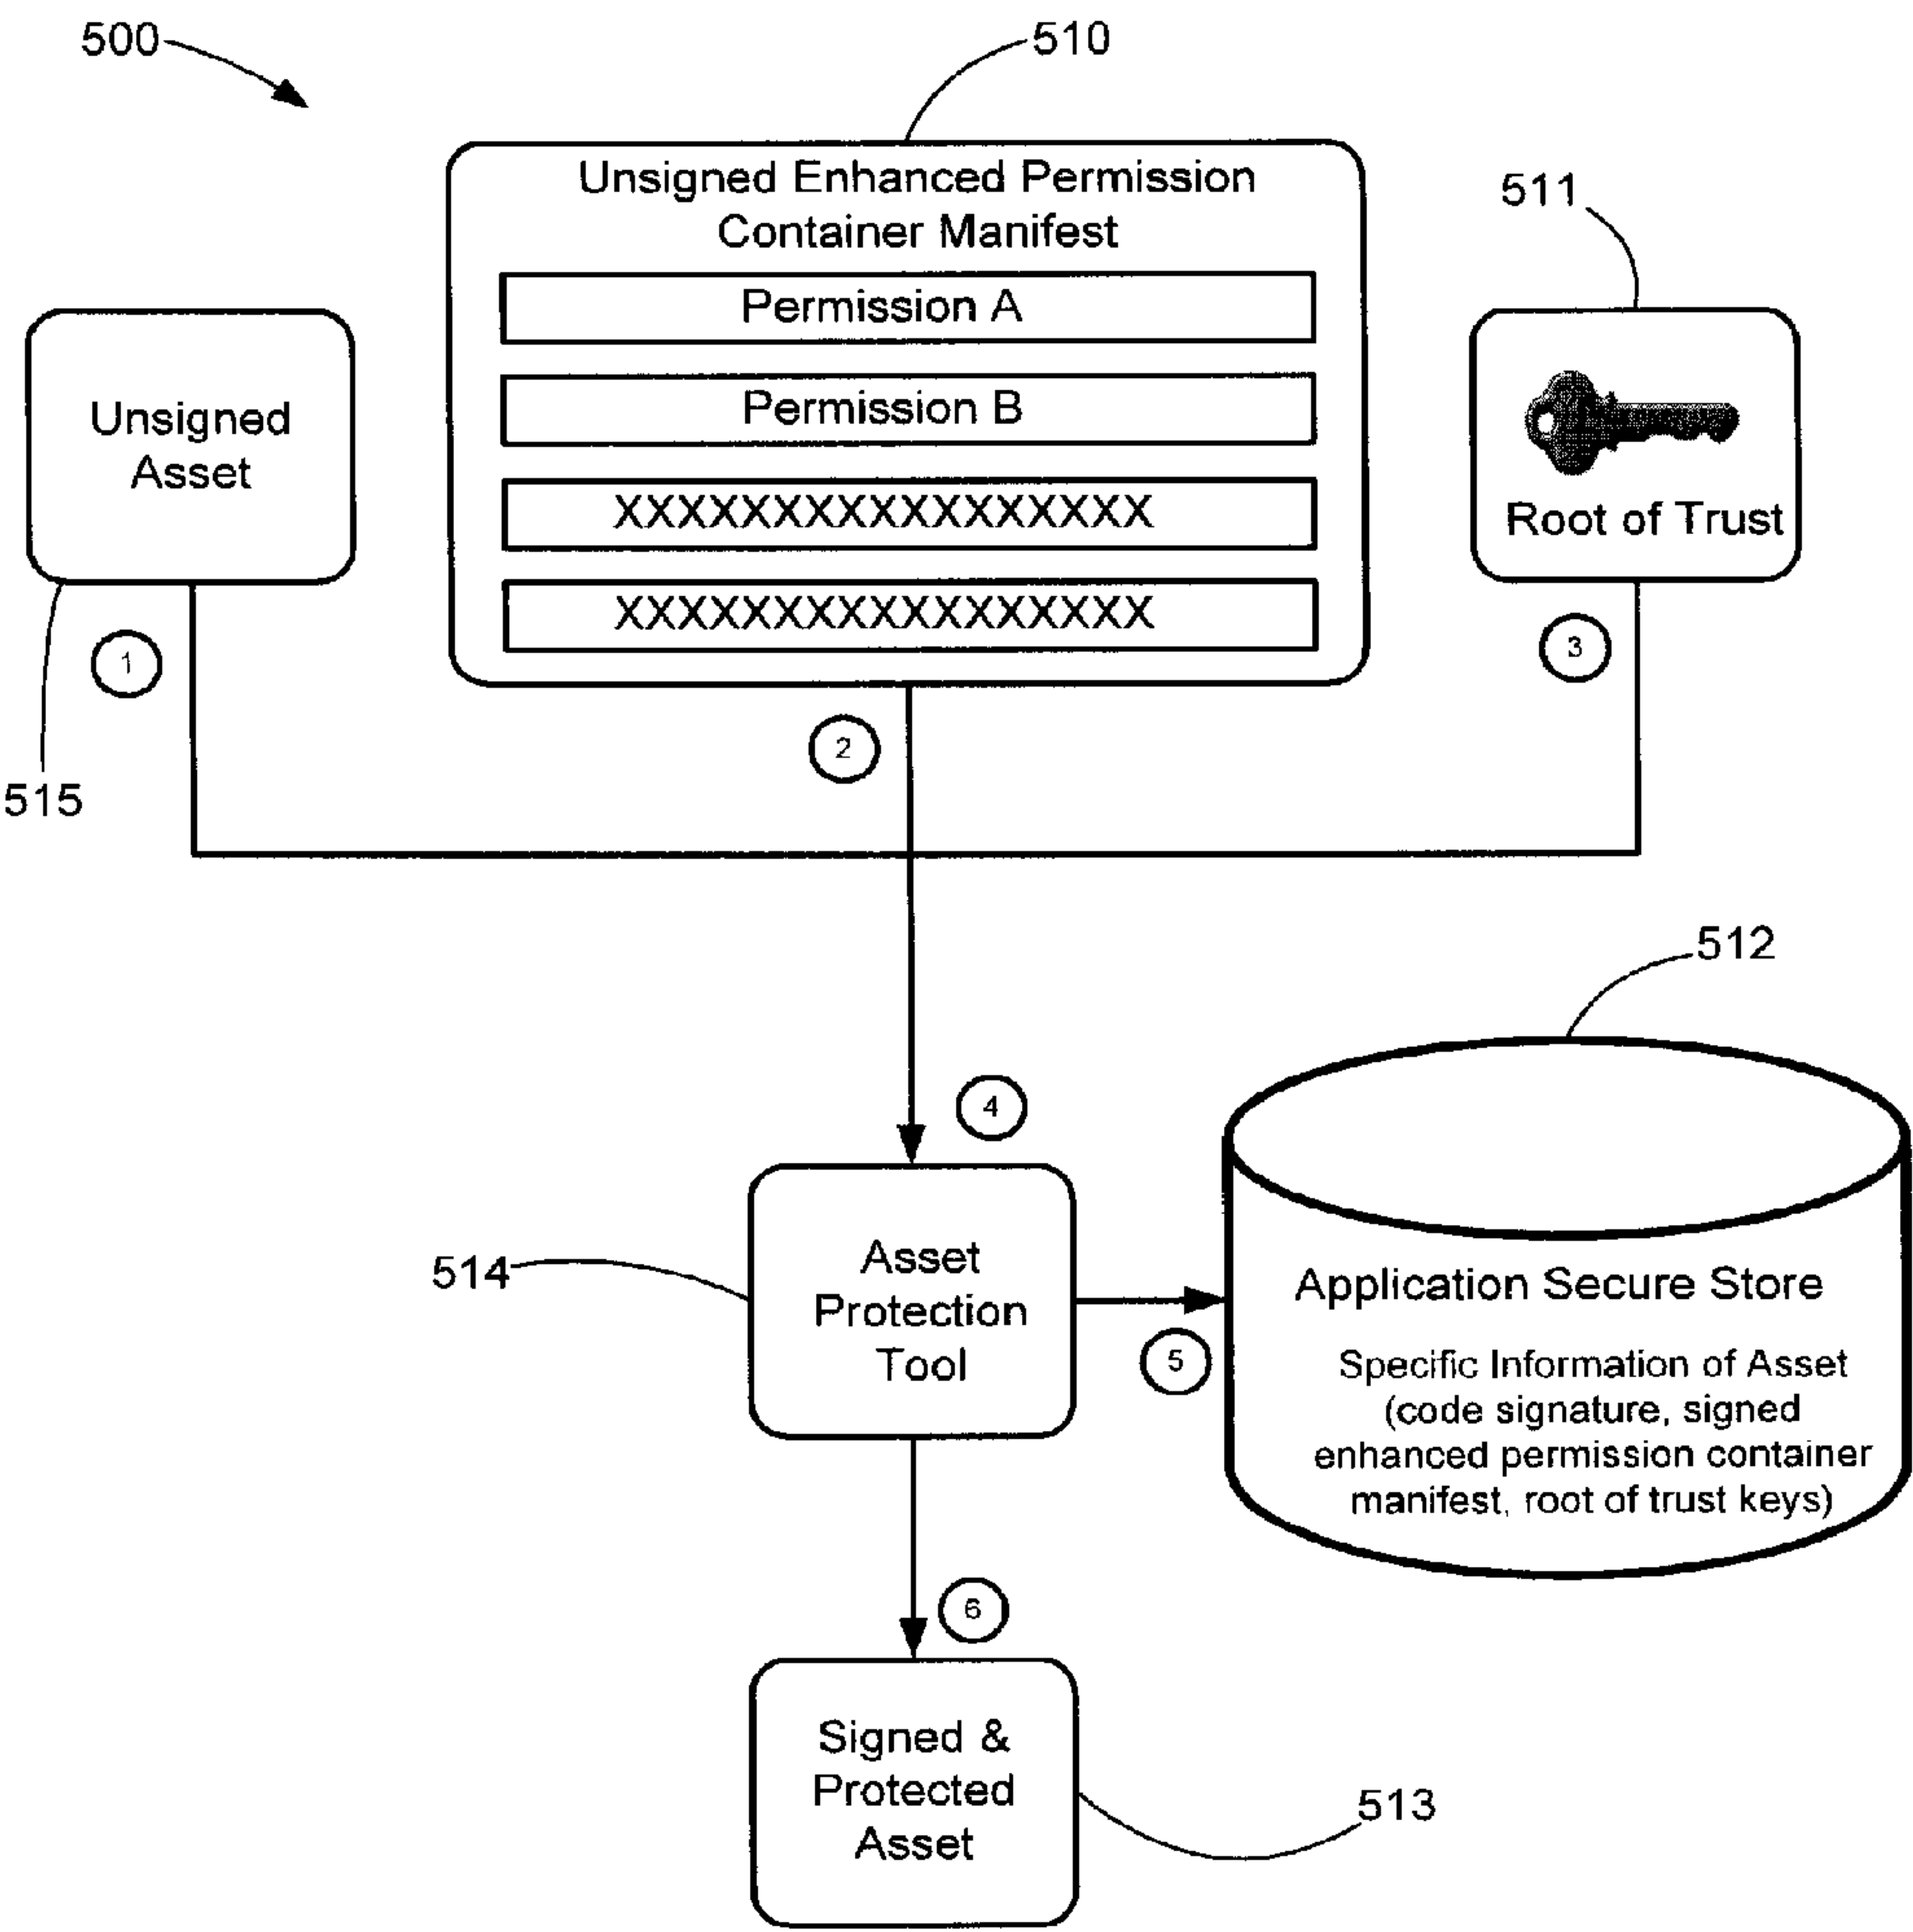 500
510
Unsigned Enhanced Permission
Container Manifest
511
Permission A
Permission B
Unsigned
Asset
XXXXXXXXXXXXXXXXX
Root of Trust
XXXXXXXXXXXXXXXXX
1
3
2
515
512
4
514
Asset
Protection
Tool
Application Secure Store
5
Specific Information of Asset
(code signature, signed
enhanced permission container
manifest, root of trust keys)
6
Signed &
Protected
Asset
513